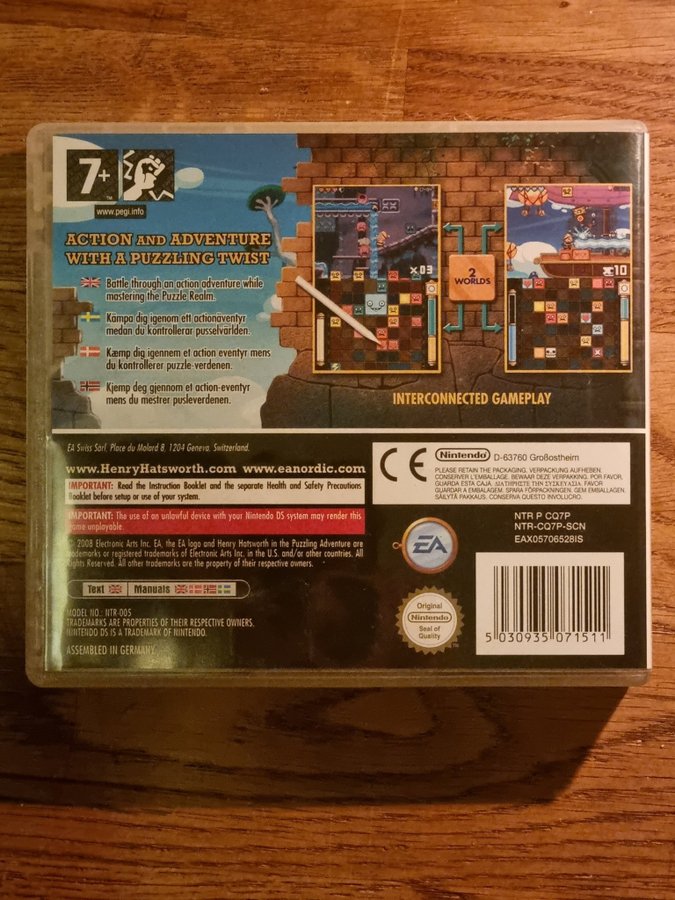 7+
™
www.pegi.info
ACTION AND ADVENTURE
WITH A PUZZLING TWIST
Battle through an action adventure while
mastering the Puzzle Realm.
Kämpa dig igenom ett actionäventyr
medan du kontrollerar pusselvärlden.
Kæmp dig igennem et action eventyr mens
du kontrollerer puzzle-verdenen.
Kjemp deg gjennom et action-eventyr
mens du mestrer pusleverdenen.
x03
2
WORLDS
x10
INTERCONNECTED GAMEPLAY
EA Swiss Sarl, Place du Molard 8, 1204 Geneva, Switzerland.
www.HenryHatsworth.com www.eanordic.com
IMPORTANT: Read the Instruction Booklet and the separate Health and Safety Precautions
Booklet before setup or use of your system.
IMPORTANT: The use of an unlawful device with your Nintendo DS system may render this
game unplayable.
© 2008 Electronic Arts Inc. EA, the EA logo and Henry Hatsworth in the Puzzling Adventure are
trademarks or registered trademarks of Electronic Arts Inc. in the U.S. and/or other countries. All
Rights Reserved. All other trademarks are the property of their respective owners.
Text
Manuals
MODEL NO.: NTR-005
TRADEMARKS ARE PROPERTIES OF THEIR RESPECTIVE OWNERS.
NINTENDO DS IS A TRADEMARK OF NINTENDO.
ASSEMBLED IN GERMANY.
CE
Nintendo D-63760 Großostheim
PLEASE RETAIN THE PACKAGING. VERPACKUNG AUFHEBEN.
CONSERVER L'EMBALLAGE. BEWAAR DEZE VERPAKKING. POR FAVOR,
GUARDA ESTA CAJA. ΔΙΑΤΗΡΗΣΤΕ ΤΗΝ ΣΥΣΚΕΥΑΣΙΑ. FAVOR
GUARDAR A EMBALAGEM. SPARA FÖRPACKNINGEN. GEM EMBALLAGEN.
SÄILYTÄ PAKKAUS. CONSERVA QUESTO INVOLUCRO.
NTR P CQ7P
NTR-CQ7P-SCN
EAX05706528IS
EA
Original
Nintendo
Seal of
Quality
™
5 030935 071511